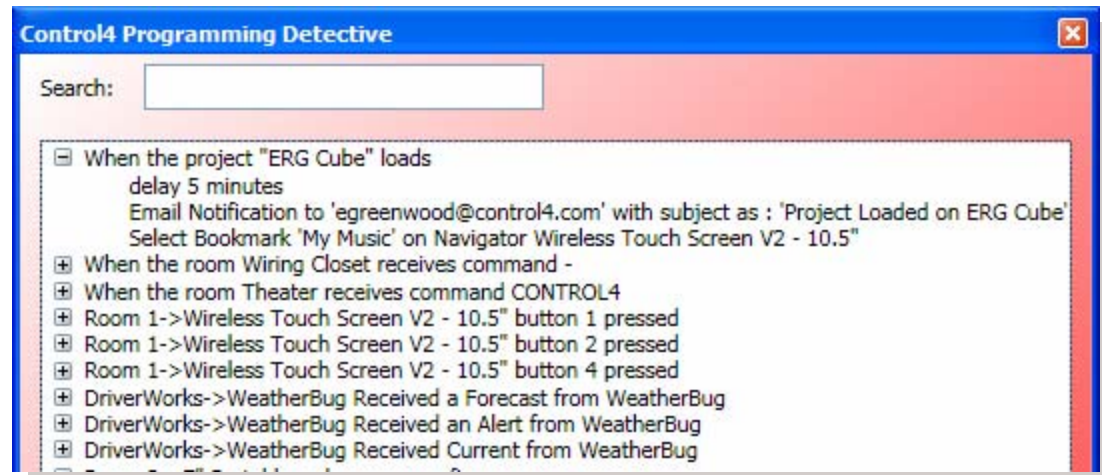 Control4 Programming Detective
Search:
When the project "ERG Cube" loads
delay 5 minutes
Email Notification to 'egreenwood@control4.com' with subject as : 'Project Loaded on ERG Cube'
Select Bookmark 'My Music' on Navigator Wireless Touch Screen V2 - 10.5"
When the room Wiring Closet receives command -
When the room Theater receives command CONTROL4
Room 1->Wireless Touch Screen V2 - 10.5" button 1 pressed
Room 1->Wireless Touch Screen V2 - 10.5" button 2 pressed
Room 1->Wireless Touch Screen V2 - 10.5" button 4 pressed
DriverWorks->WeatherBug Received a Forecast from WeatherBug
DriverWorks->WeatherBug Received an Alert from WeatherBug
DriverWorks->WeatherBug Received Current from WeatherBug